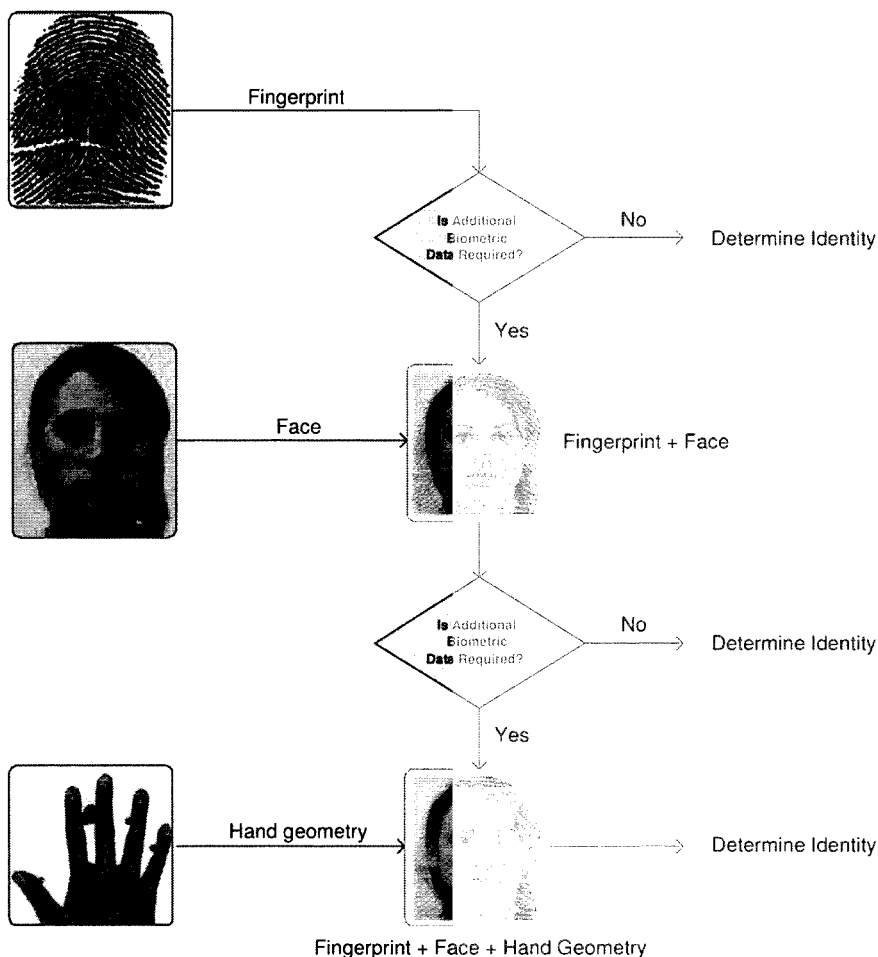 Fingerprint
Is Additional
Biometric
Data Required?
No
Determine Identity
Yes
Face
Fingerprint + Face
Is Additional
Biometric
Data Required?
No
Determine Identity
Yes
Hand geometry
Determine Identity
Fingerprint + Face + Hand Geometry